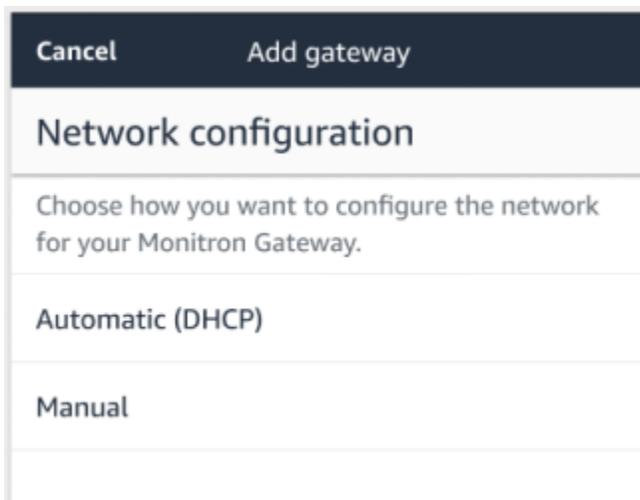 Cancel Add gateway
Network configuration
Choose how you want to configure the network
for your Monitron Gateway.
Automatic (DHCP)
Manual